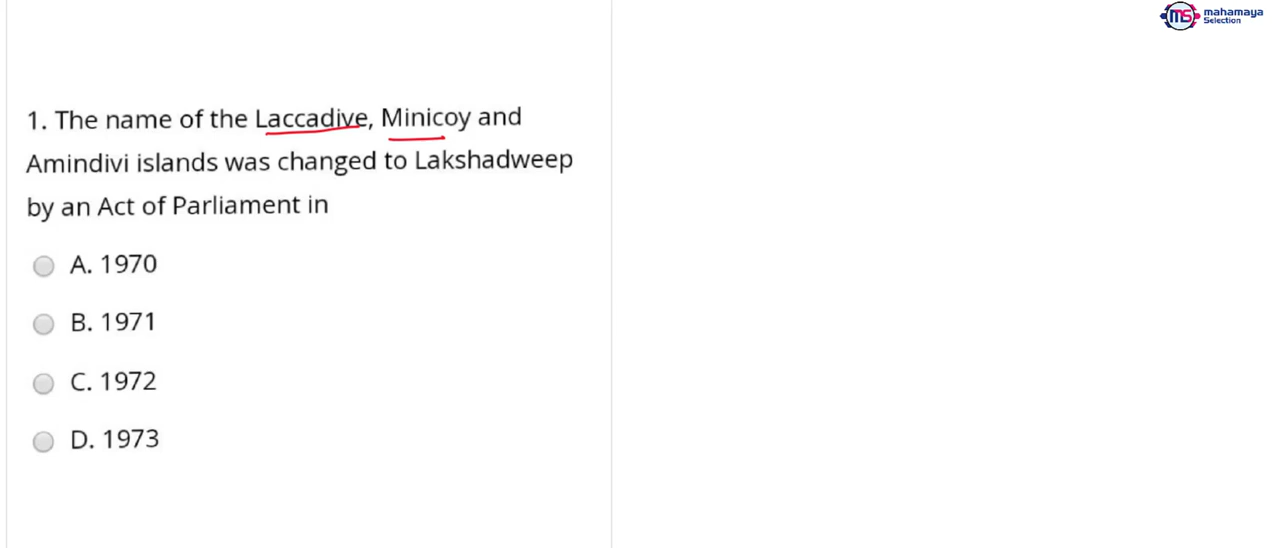 mahamaya
Selection
1. The name of the Laccadive, Minicoy and
Amindivi islands was changed to Lakshadweep
by an Act of Parliament in
A. 1970
B. 1971
C. 1972
D. 1973